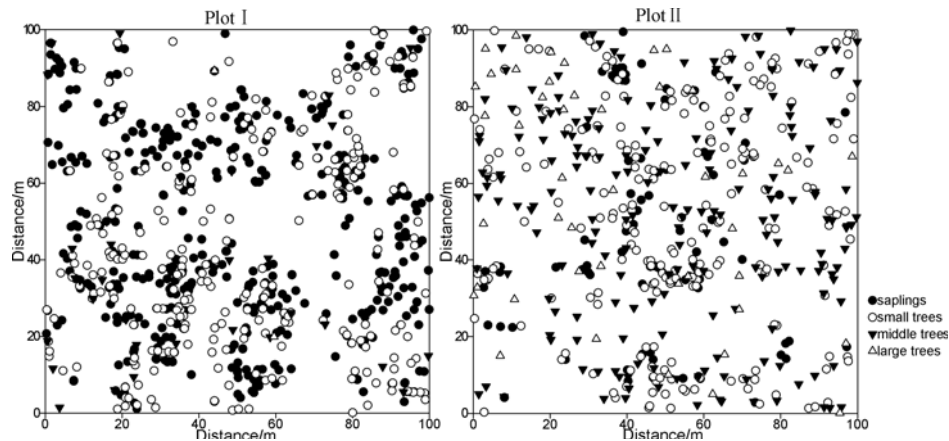 Plot Ⅰ
100
80
60
40
20
0
Distance/m
0 20 40 60 80 100
Distance/m
Plot Ⅱ
100
80
60
40
20
0
Distance/m
0 20 40 60 80 100
Distance/m
saplings
small trees
middle trees
large trees